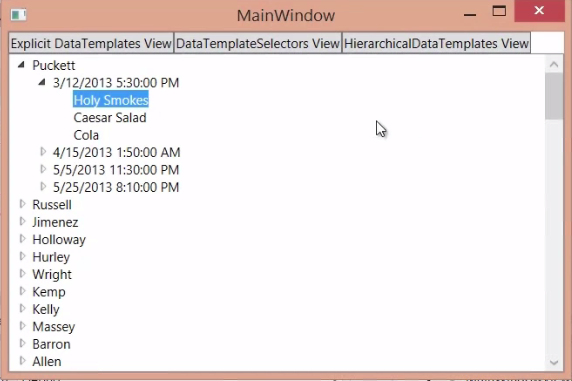 MainWindow
Explicit DataTemplates View DataTemplateSelectors View HierarchicalDataTemplates View
Puckett
3/12/2013 5:30:00 PM
Holy Smokes
Caesar Salad
Cola
4/15/2013 1:50:00 AM
5/5/2013 11:30:00 PM
5/25/2013 8:10:00 PM
Russell
Jimenez
Holloway
Hurley
Wright
Kemp
Kelly
Massey
Barron
Allen